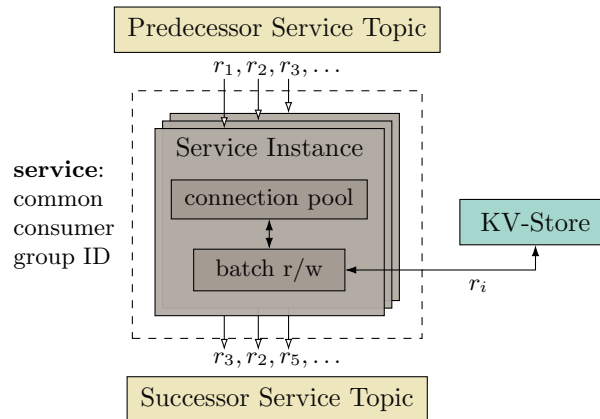 Predecessor Service Topic
r₁, r₂, r₃, . . .
Service Instance
service:
common
consumer
group ID
connection pool
KV-Store
batch r/w
rᵢ
r₃, r₂, r₅, . . .
Successor Service Topic